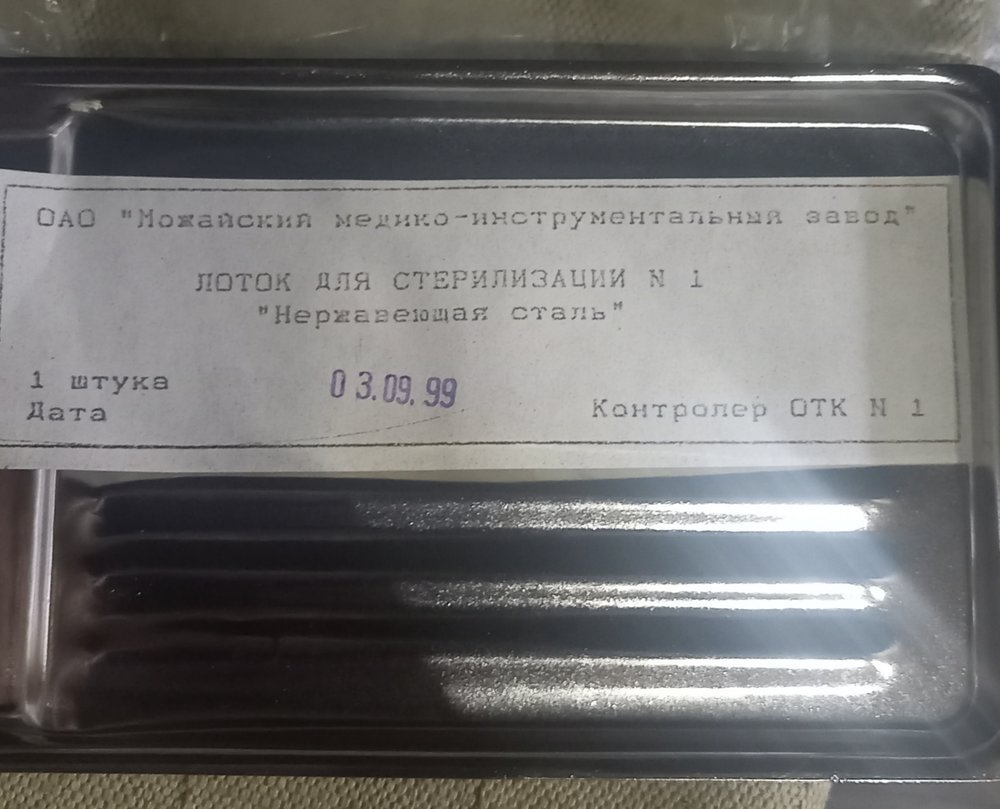 ОАО "Можайский медико-инструментальный завод"
ЛОТОК ДЛЯ СТЕРИЛИЗАЦИИ N 1
"Нержавеющая сталь"
1 штука
03.09.99
Дата
Контролер ОТК N 1